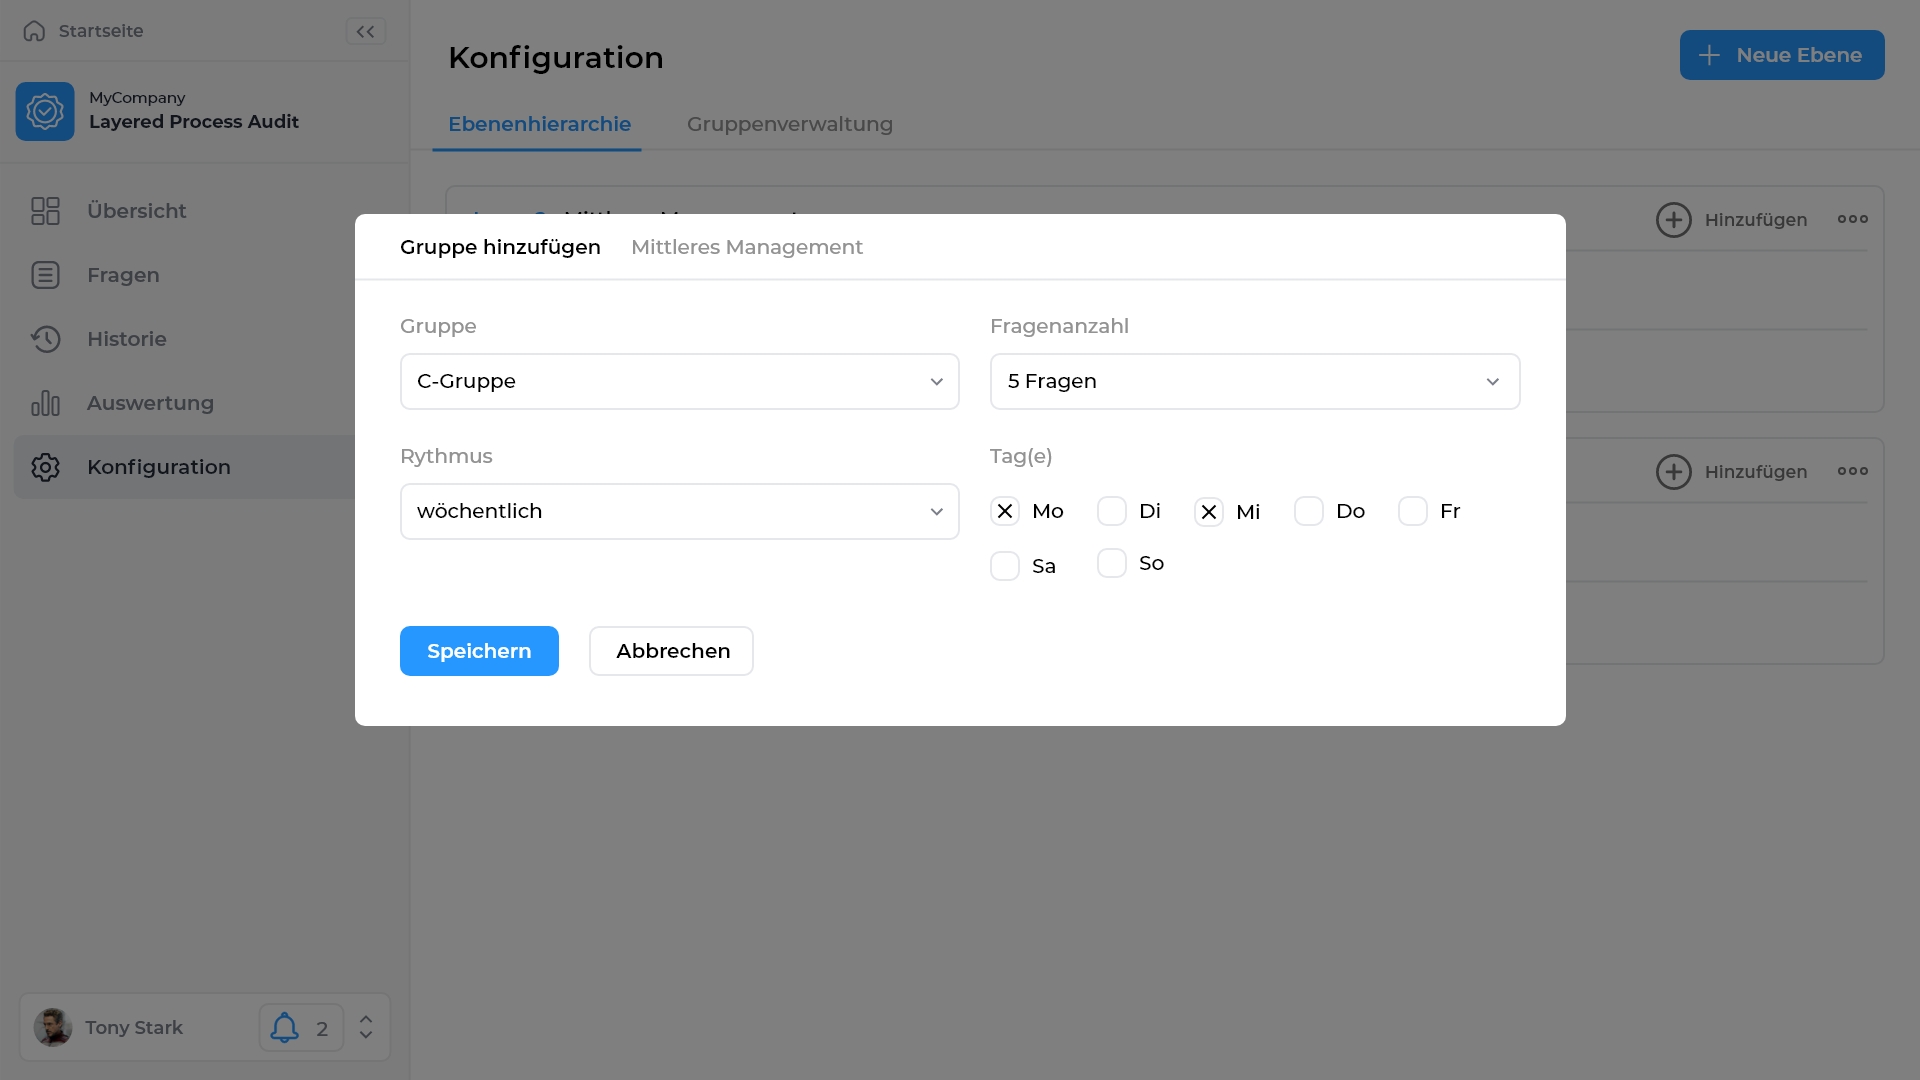 Startseite
MyCompany
Layered Process Audit
Übersicht
Fragen
Historie
Auswertung
Konfiguration
Tony Stark
2
Konfiguration
Neue Ebene
Ebenenhierarchie
Gruppenverwaltung
Hinzufügen
Hinzufügen
Gruppe hinzufügen Mittleres Management
Gruppe
C-Gruppe
Fragenanzahl
5 Fragen
Rythmus
wöchentlich
Tag(e)
Mo Di Mi Do Fr
Sa So
Speichern Abbrechen